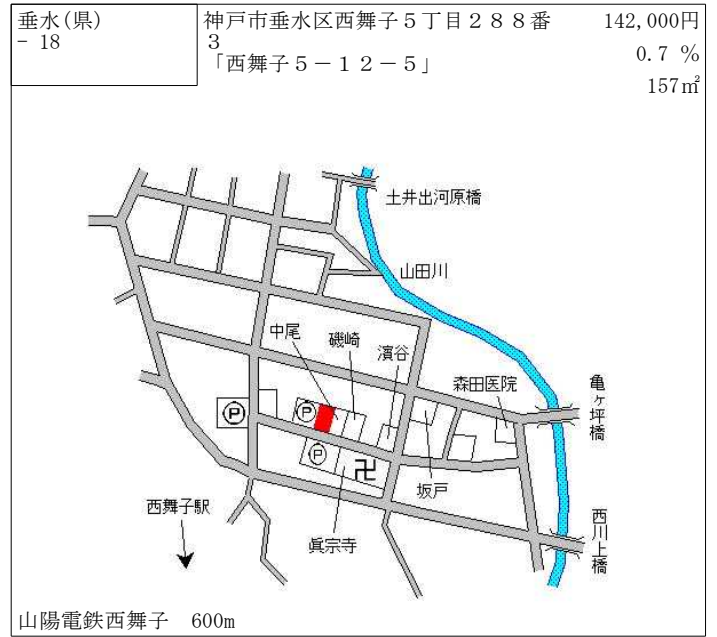 垂水(県)
- 18
神戸市垂水区西舞子５丁目２８８番
3
「西舞子５－１２－５」
142,000円
0.7 %
157㎡
土井出河原橋
山田川
中尾
磯崎
濱谷
森田医院
亀ヶ坪橋
P
P
P
卍
坂戸
西舞子駅
眞宗寺
西川上橋
山陽電鉄西舞子 600m